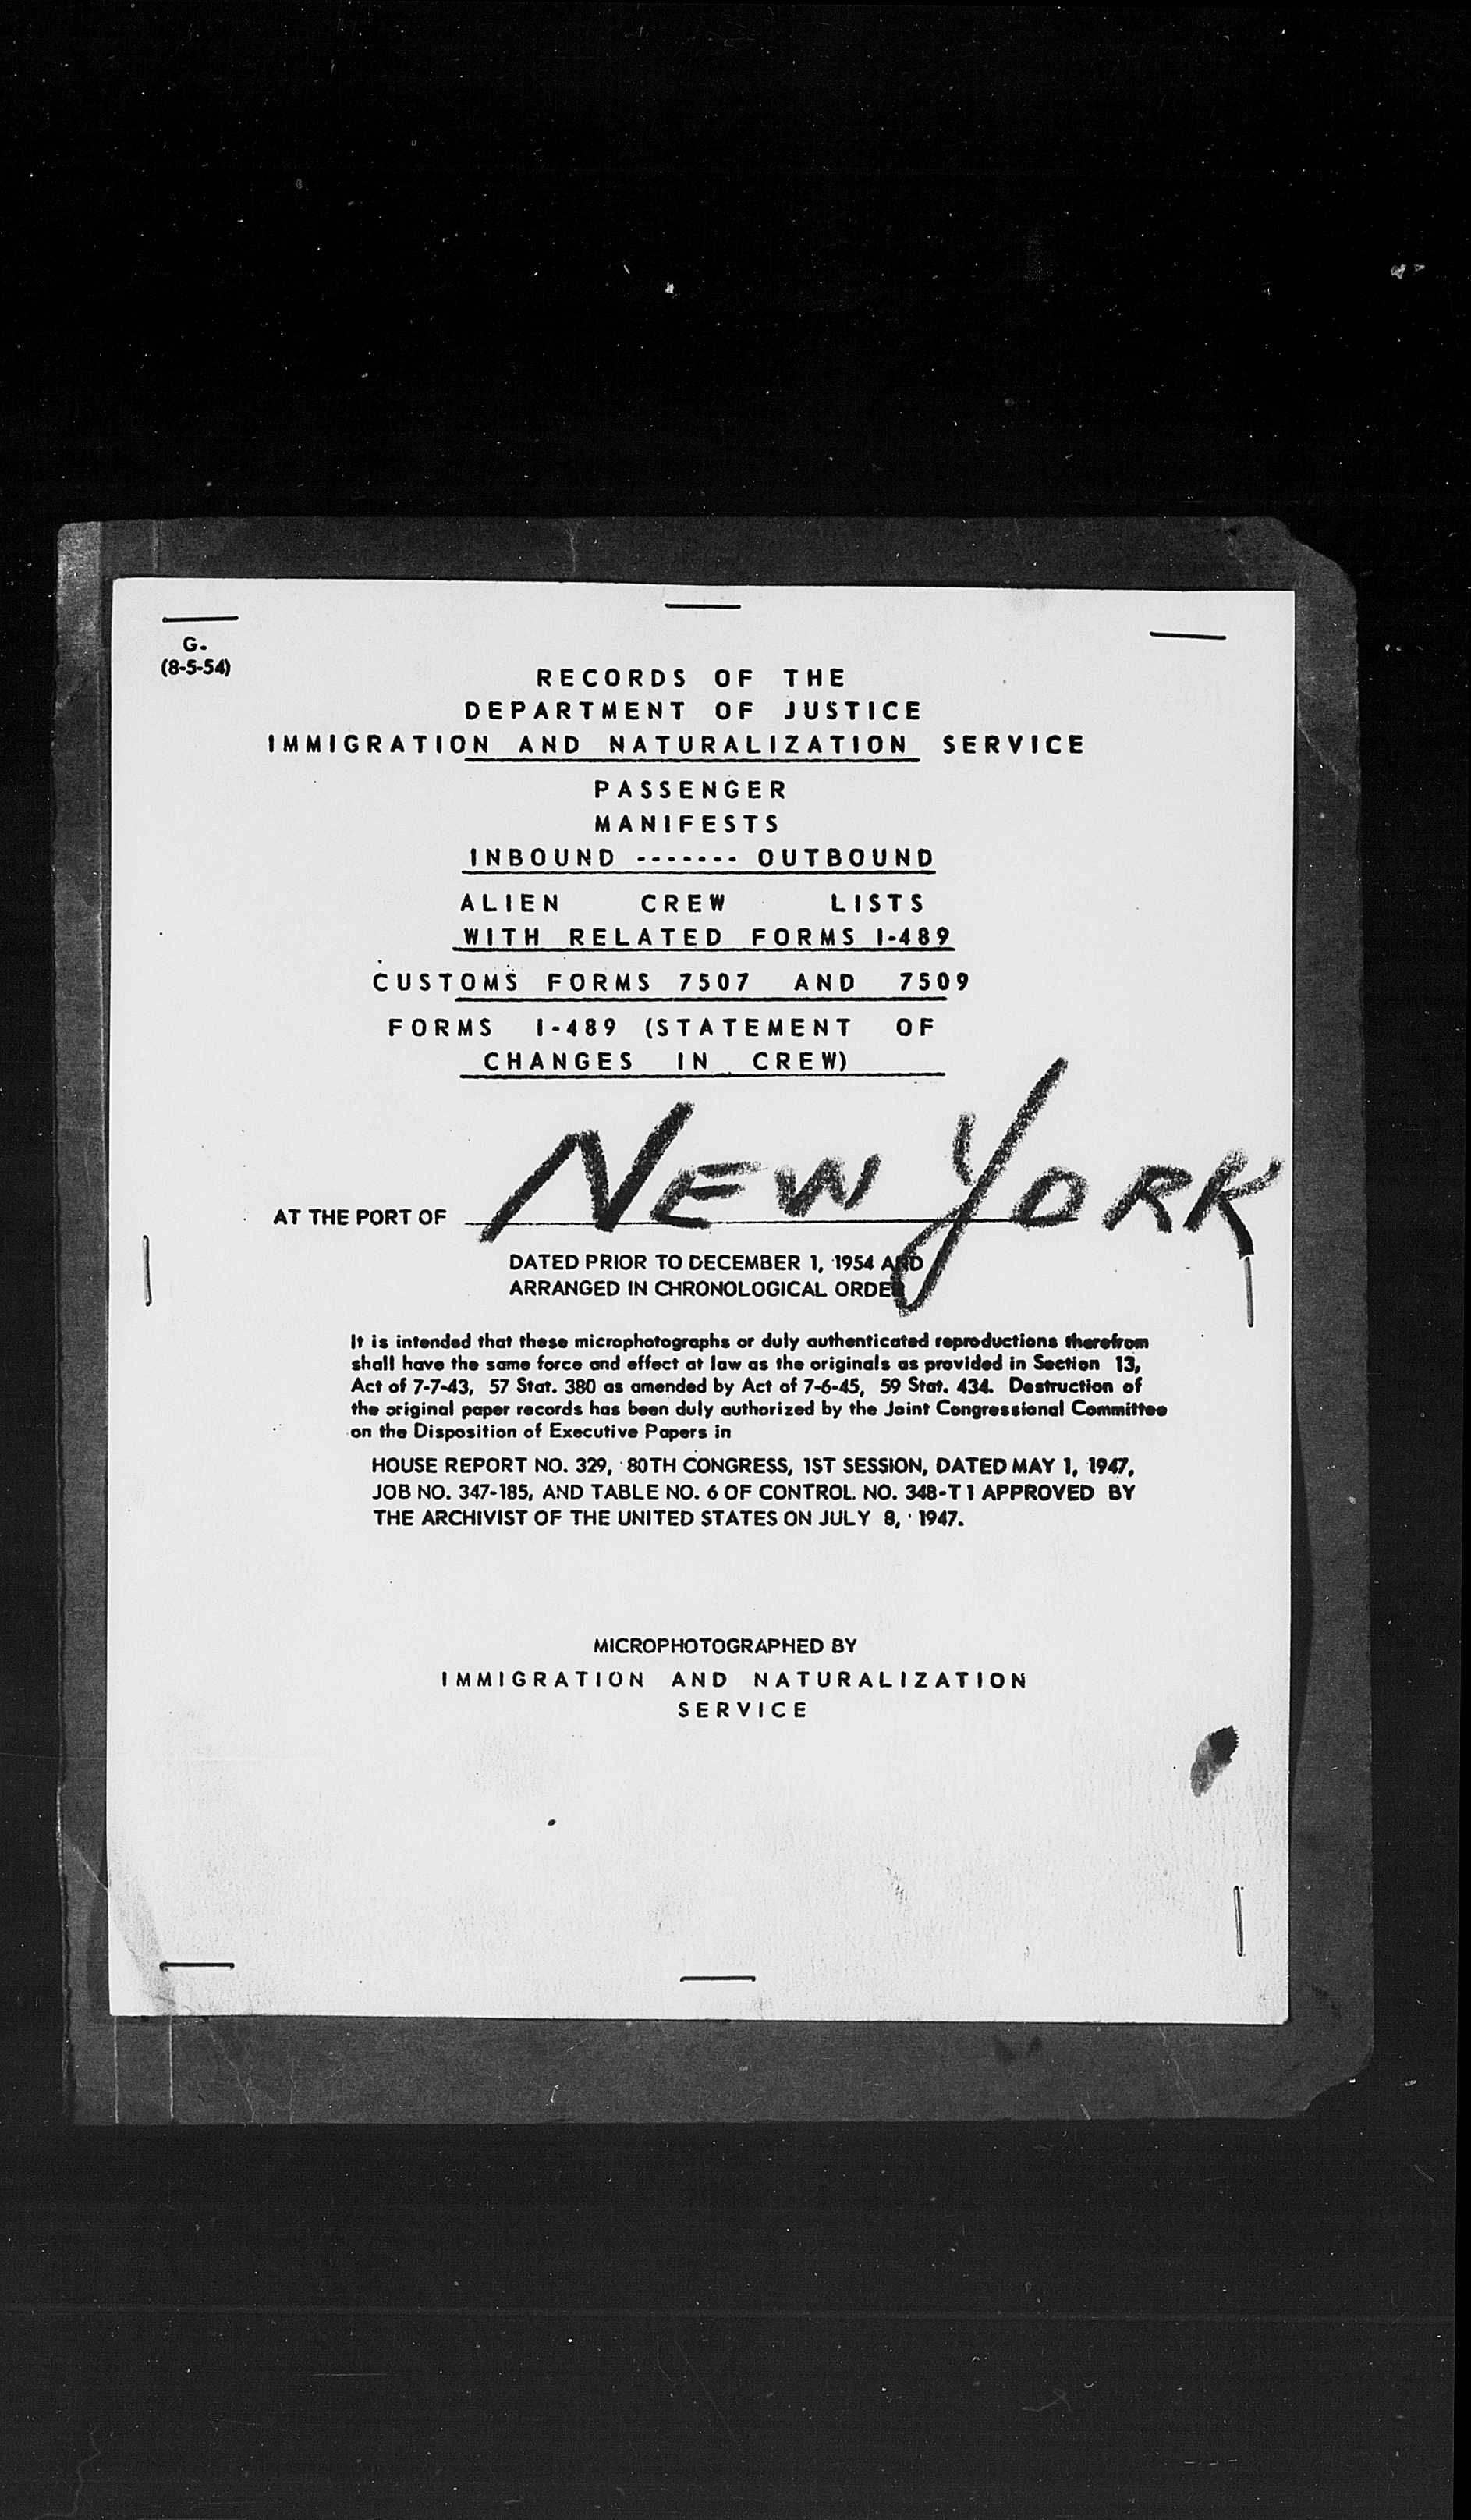 G-
(8-5-54)
RECORDS OF THE
DEPARTMENT OF JUSTICE
IMMIGRATION AND NATURALIZATION SERVICE
PASSENGER
MANIFESTS
INBOUND ------- OUTBOUND
ALIEN CREW LISTS
WITH RELATED FORMS I-489
CUSTOMS FORMS 7507 AND 7509
FORMS I-489 (STATEMENT OF
CHANGES IN CREW)
AT THE PORT OF NEW YORK
DATED PRIOR TO DECEMBER 1, 1954 AND
ARRANGED IN CHRONOLOGICAL ORDER
It is intended that these microphotographs or duly authenticated reproductions therefrom
shall have the same force and effect at law as the originals as provided in Section 13,
Act of 7-7-43, 57 Stat. 380 as amended by Act of 7-6-45, 59 Stat. 434. Destruction of
the original paper records has been duly authorized by the Joint Congressional Committee
on the Disposition of Executive Papers in
HOUSE REPORT NO. 329, 80TH CONGRESS, 1ST SESSION, DATED MAY 1, 1947,
JOB NO. 347-185, AND TABLE NO. 6 OF CONTROL NO. 348-T1 APPROVED BY
THE ARCHIVIST OF THE UNITED STATES ON JULY 8, 1947.
MICROPHOTOGRAPHED BY
IMMIGRATION AND NATURALIZATION
SERVICE